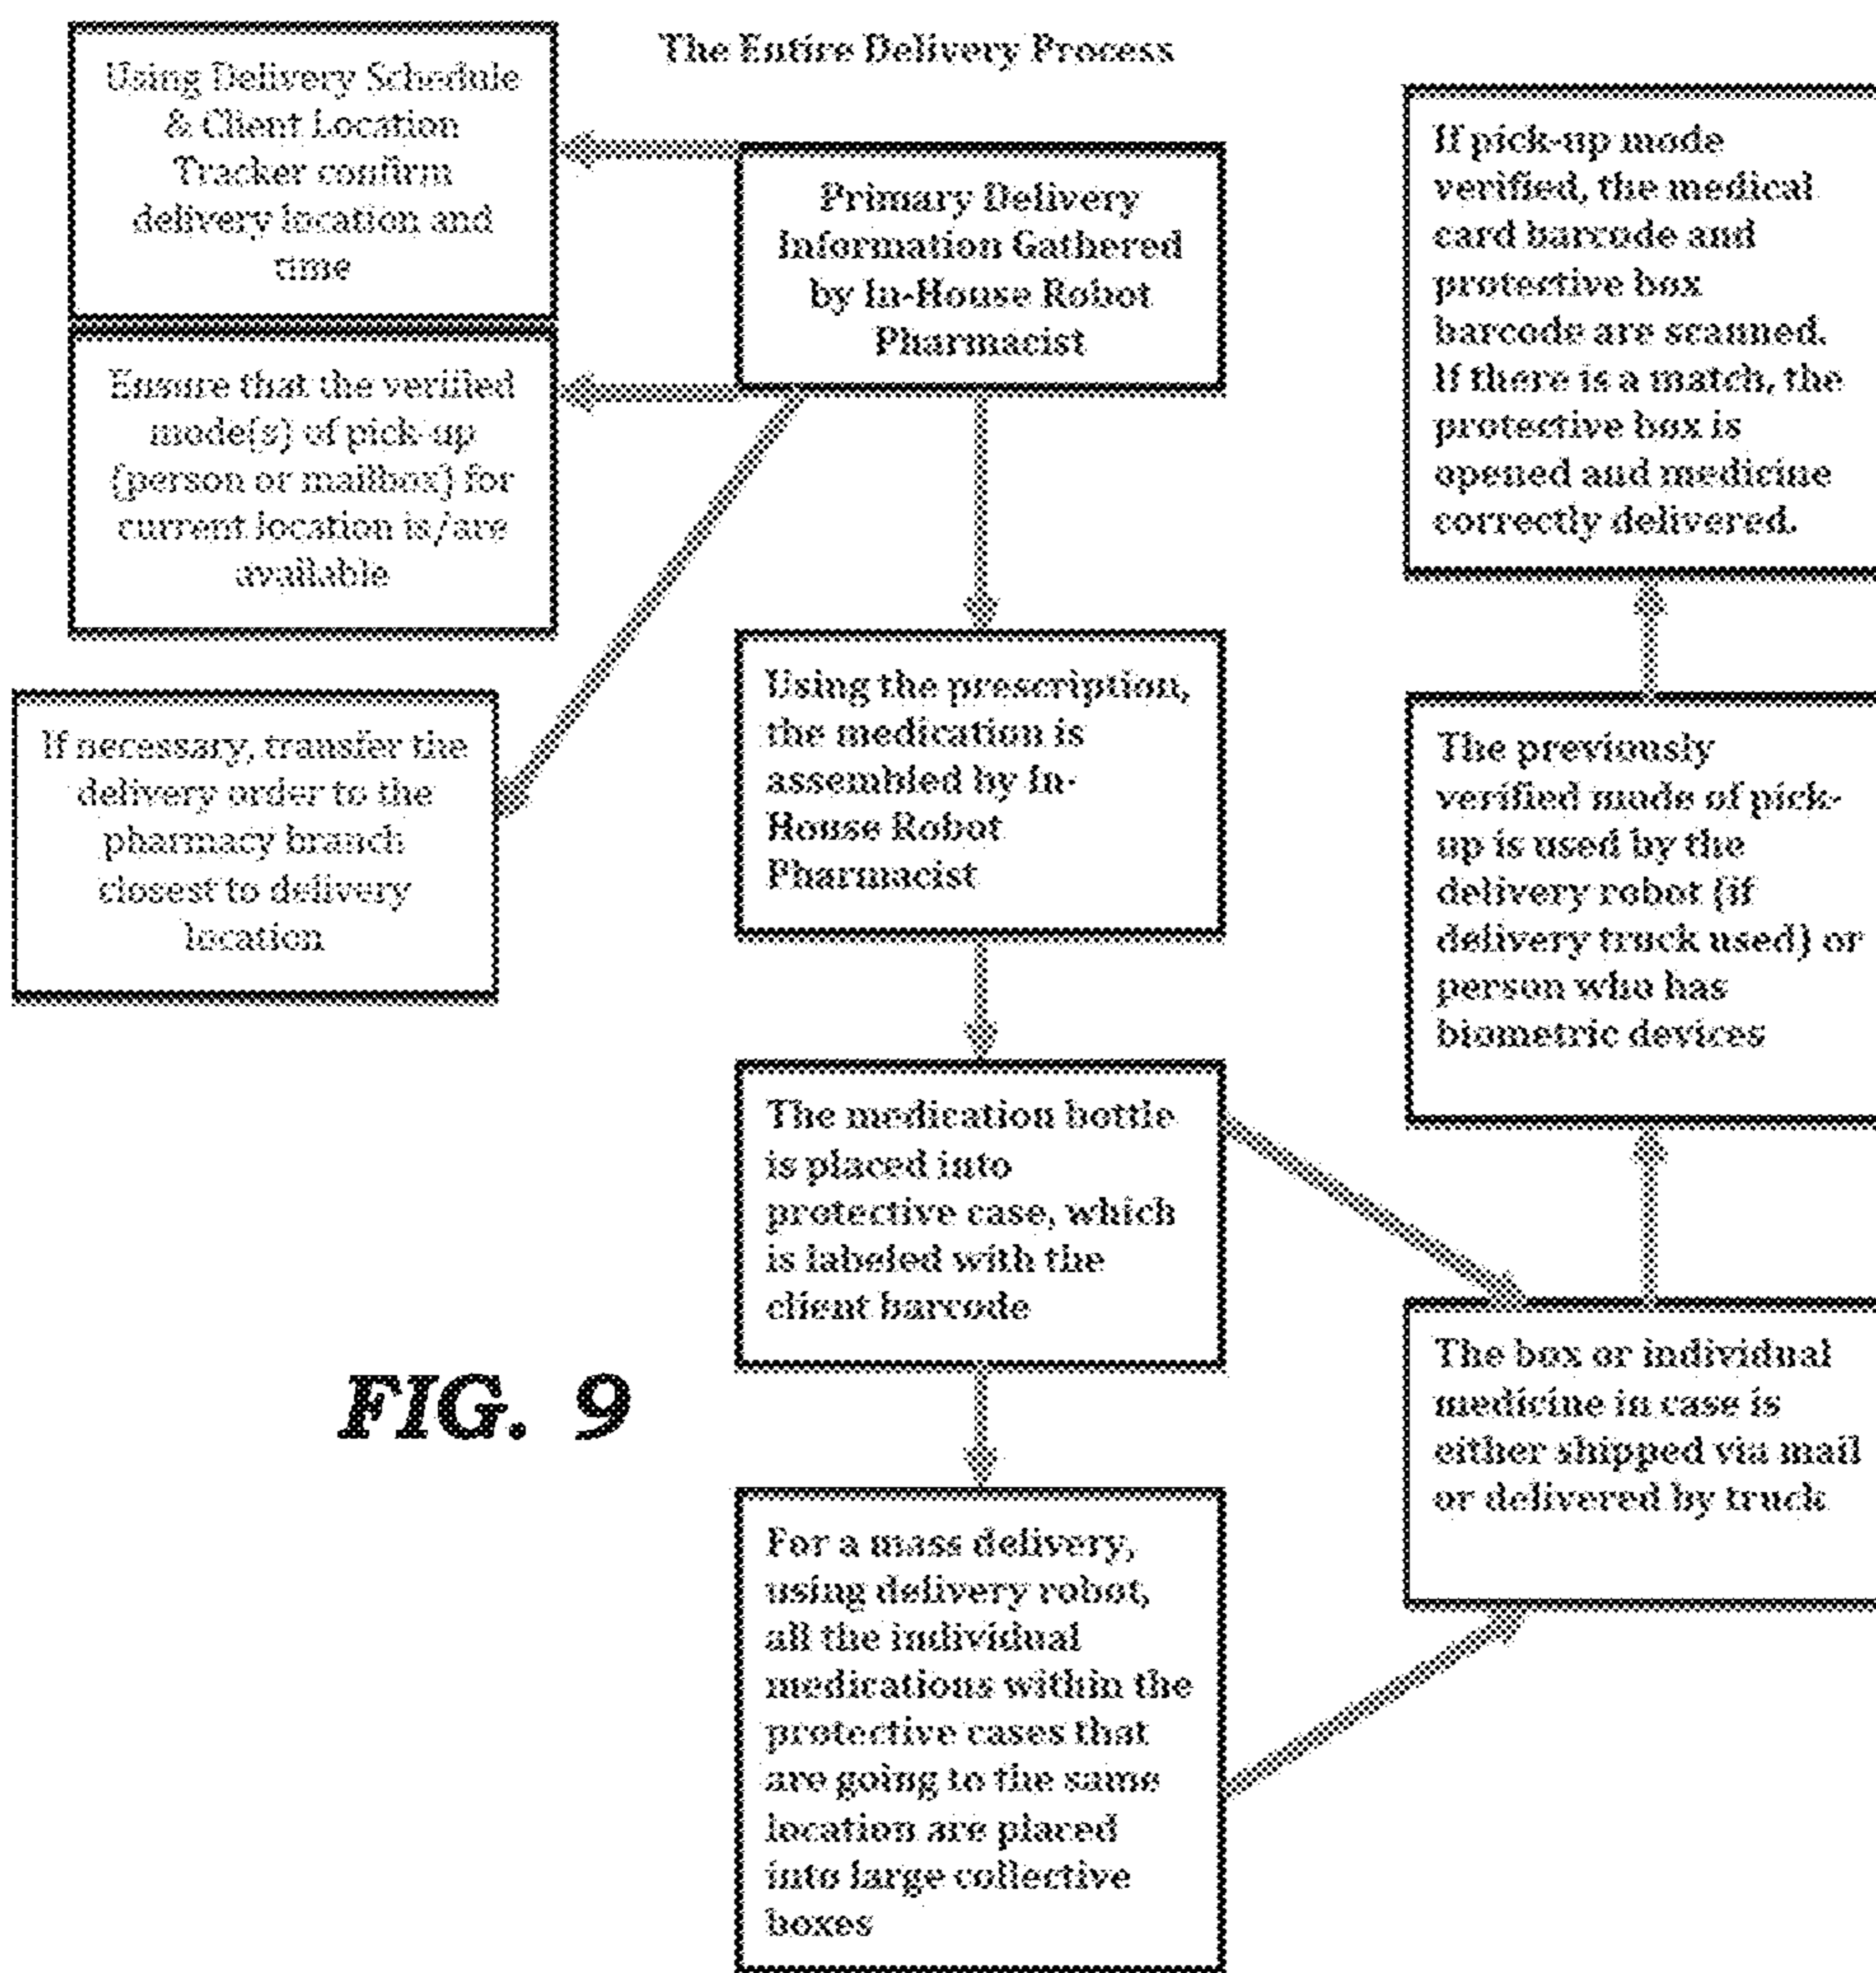 The Entire Delivery Process
Using Delivery Schedule
& Client Location
Tracker confirm
delivery location and
time
Ensure that the verified
mode(s) of pick-up
(person or mailbox) for
current location is/are
available
If necessary, transfer the
delivery order to the
pharmacy branch
closest to delivery
location
Primary Delivery
Information Gathered
by In-House Robot
Pharmacist
Using the prescription,
the medication is
assembled by In-
House Robot
Pharmacist
The medication bottle
is placed into
protective case, which
is labeled with the
client barcode
For a mass delivery,
using delivery robot,
all the individual
medications within the
protective cases that
are going to the same
location are placed
into large collective
boxes
The box or individual
medicine in case is
either shipped via mail
or delivered by truck
The previously
verified mode of pick-
up is used by the
delivery robot (if
delivery truck used) or
person who has
biometric devices
If pick-up mode
verified, the medical
card barcode and
protective box
barcode are scanned.
If there is a match, the
protective box is
opened and medicine
correctly delivered.
FIG. 9